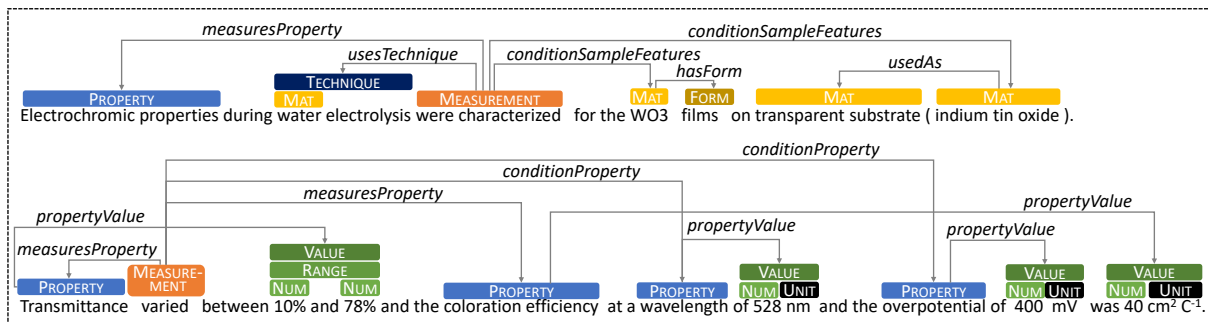 measuresProperty conditionSampleFeatures
usesTechnique conditionSampleFeatures usedAs
hasForm
TECHNIQUE
PROPERTY MAT MEASUREMENT MAT FORM MAT MAT
Electrochromic properties during water electrolysis were characterized for the WO3 films on transparent substrate ( indium tin oxide ).
conditionProperty
conditionProperty
measuresProperty
propertyValue propertyValue propertyValue propertyValue
measuresProperty
VALUE
RANGE
PROPERTY MEASURE-MENT NUM NUM PROPERTY PROPERTY VALUE NUM UNIT PROPERTY VALUE NUM UNIT VALUE NUM UNIT
Transmittance varied between 10% and 78% and the coloration efficiency at a wavelength of 528 nm and the overpotential of 400 mV was 40 cm² C⁻¹.